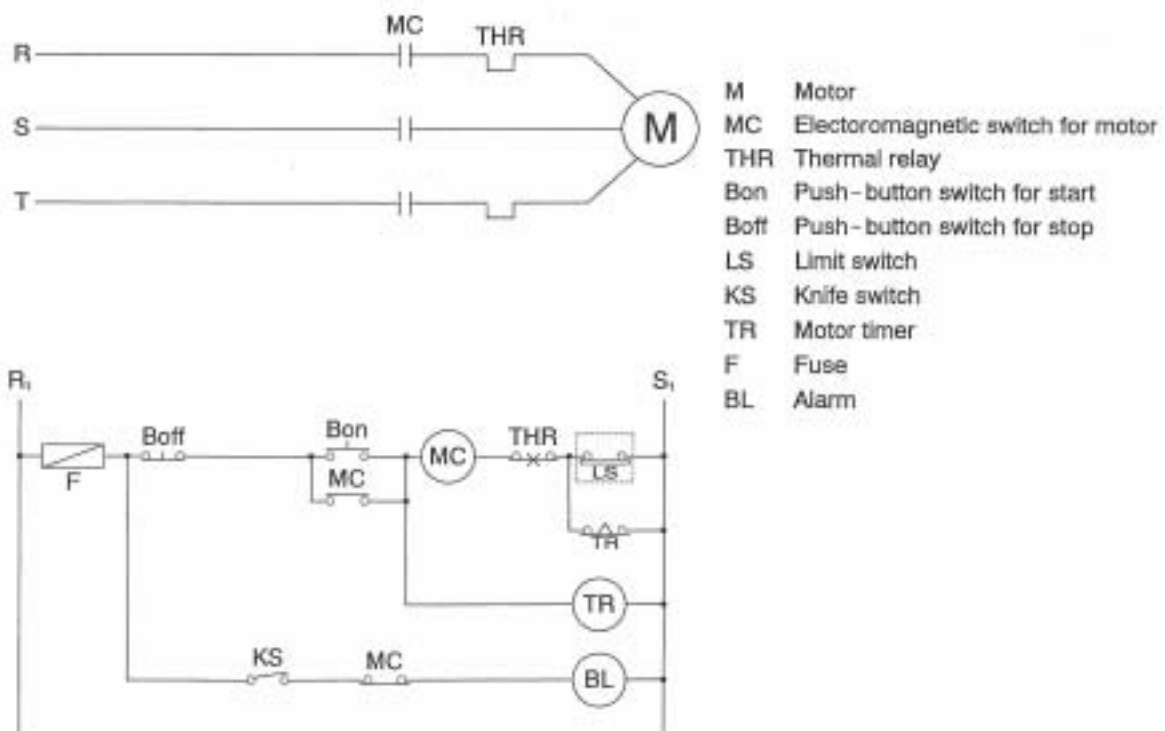 MC
THR
R
S
M
T
M Motor
MC Electoromagnetic switch for motor
THR Thermal relay
Bon Push-button switch for start
Boff Push-button switch for stop
LS Limit switch
KS Knife switch
TR Motor timer
F Fuse
BL Alarm
R₁
S₁
Boff
Bon
MC
THR
F
MC
LS
TR
TR
KS
MC
BL